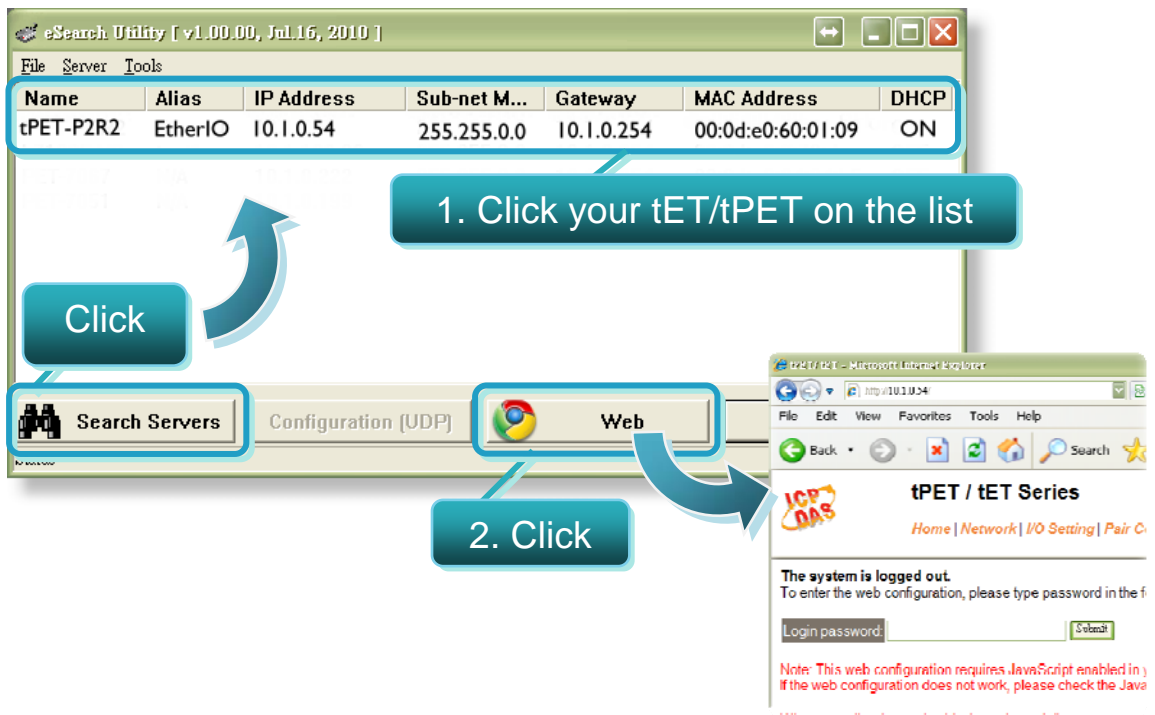 eSearch Utility [ v1.00.00, Jul.16, 2010 ]
File Server Tools
Name Alias IP Address Sub-net M... Gateway MAC Address DHCP
tPET-P2R2 EtherIO 10.1.0.54 255.255.0.0 10.1.0.254 00:0d:e0:60:01:09 ON
1. Click your tET/tPET on the list
Click
Search Servers Configuration (UDP) Web
2. Click
tPET / tET - Microsoft Internet Explorer
http://10.1.0.54/
File Edit View Favorites Tools Help
Back Search
ICP DAS
tPET / tET Series
Home | Network | I/O Setting | Pair
The system is logged out.
To enter the web configuration, please type password in the
Login password: Submit
Note: This web configuration requires JavaScript enabled in
If the web configuration does not work, please check the Java